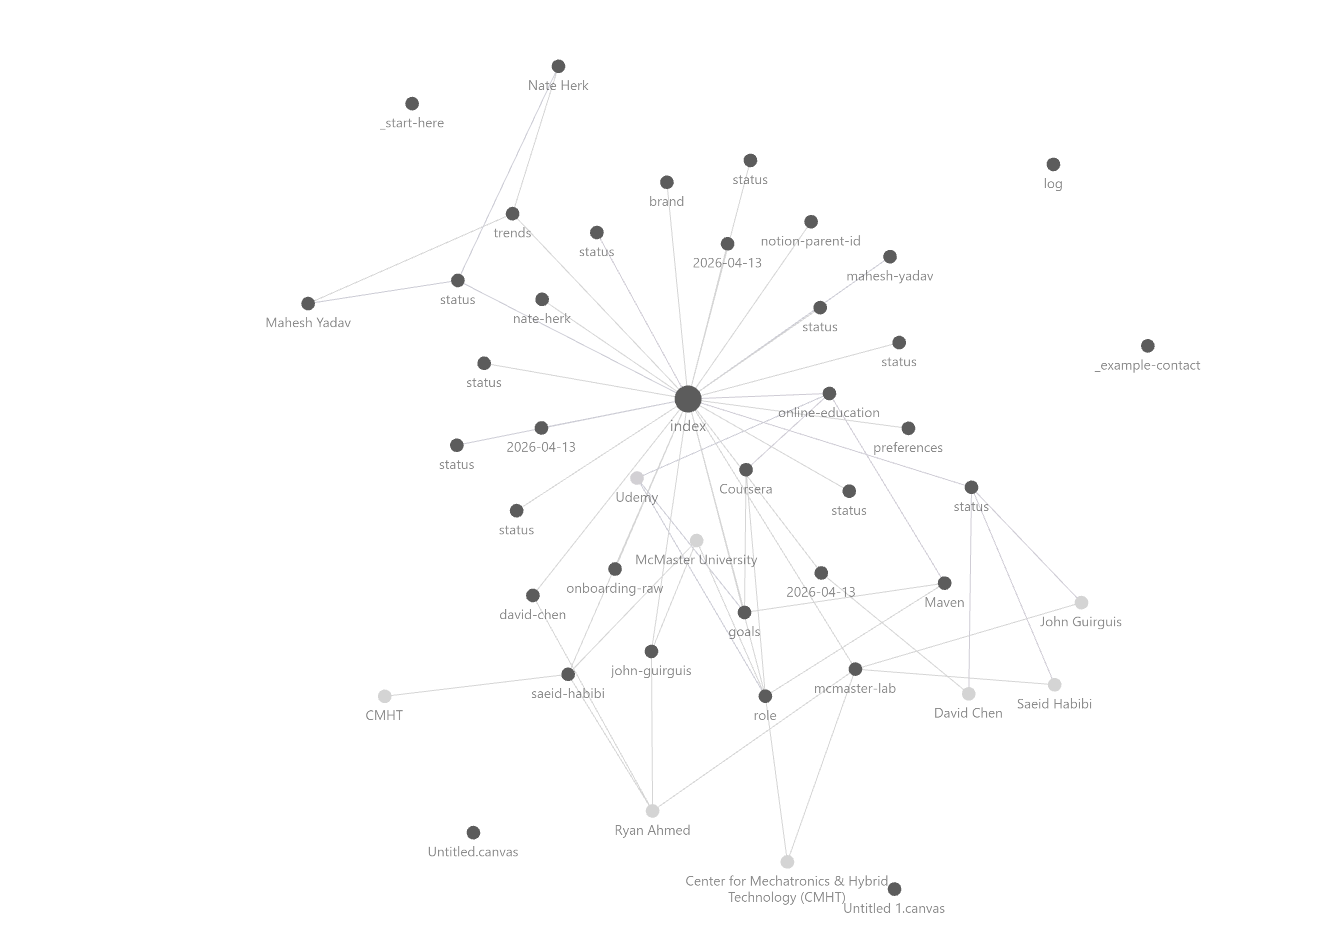 Nate Herk
_start-here
status
log
brand
trends
notion-parent-id
status
2026-04-13
mahesh-yadav
status
nate-herk
Mahesh Yadav
status
status
status
online-education
index
2026-04-13
preferences
status
Coursera
Udemy
status
status
status
McMaster University
onboarding-raw
2026-04-13
Maven
david-chen
John Guirguis
goals
john-guirguis
mcmaster-lab
saeid-habibi
Saeid Habibi
CMHT
role
David Chen
_example-contact
Ryan Ahmed
Untitled.canvas
Center for Mechatronics & Hybrid
Technology (CMHT)
Untitled 1.canvas